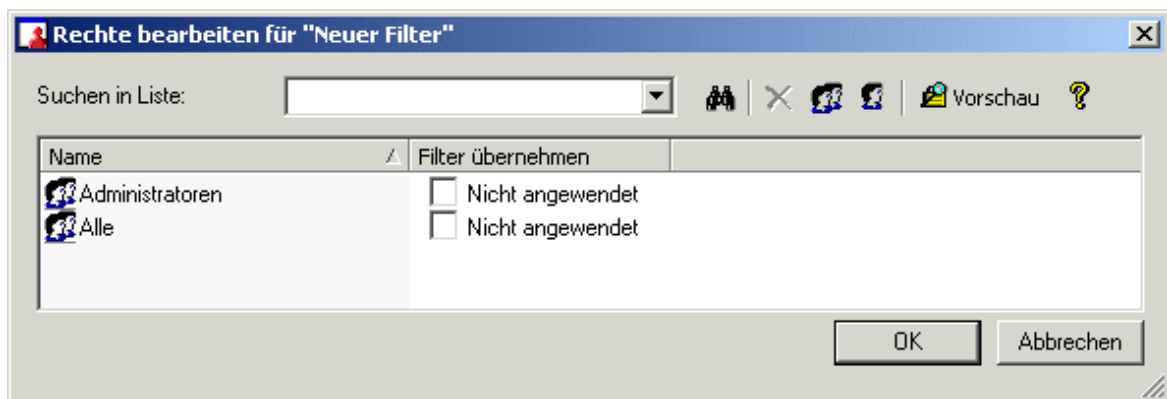 Rechte bearbeiten für "Neuer Filter"
Suchen in Liste:
Vorschau
Name
Filter übernehmen
Administratoren
Nicht angewendet
Alle
Nicht angewendet
OK
Abbrechen